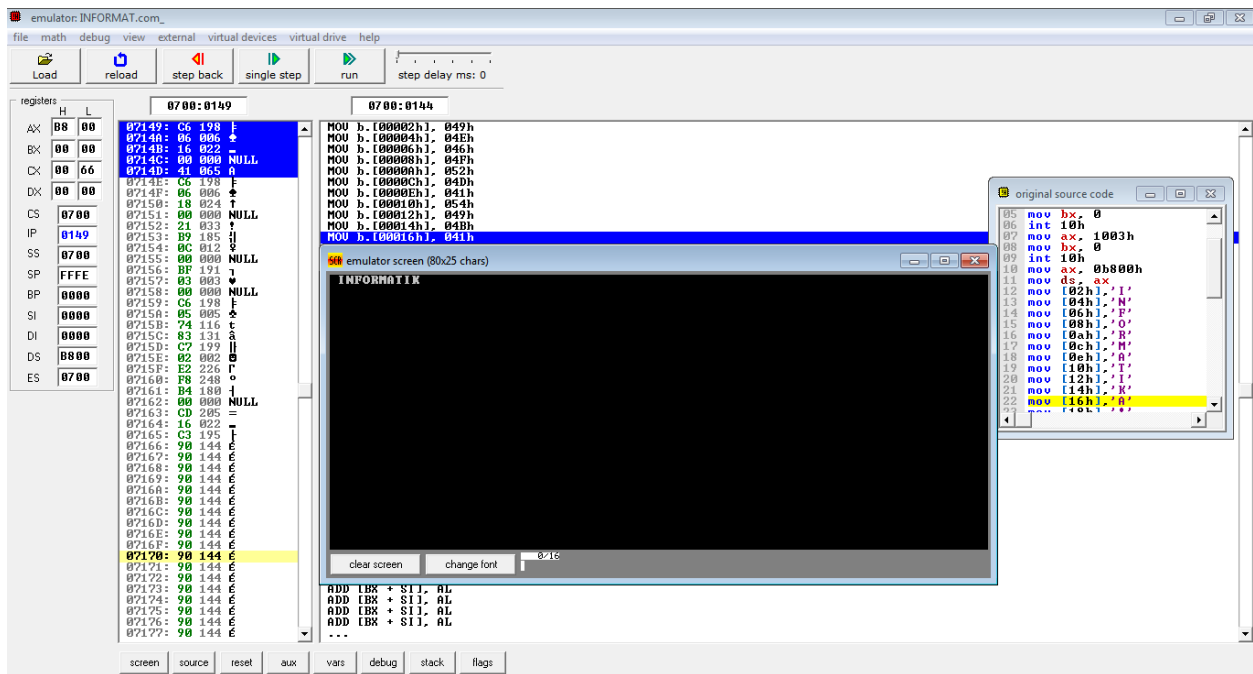 emulator: INFORMAT.com_
file math debug view external virtual devices virtual drive help
Load reload step back single step run step delay ms: 0
registers
H L
0700:0149
0700:0144
AX B8 00
BX 00 00
CX 00 66
DX 00 00
CS 0700
IP 0149
SS 0700
SP FFFE
BP 0000
SI 0000
DI 0000
DS B800
ES 0700
07149: C6 198 ╞
0714A: 06 006 ♠
0714B: 16 022 ▬
0714C: 00 000 NULL
0714D: 41 065 A
0714E: C6 198 ╞
0714F: 06 006 ♠
07150: 18 024 ↑
07151: 00 000 NULL
07152: 21 033 !
07153: B9 185 ╣
07154: 0C 012 ♀
07155: 00 000 NULL
07156: BF 191 ┐
07157: 03 003 ♥
07158: 00 000 NULL
07159: C6 198 ╞
0715A: 05 005 ♣
0715B: 74 116 t
0715C: 83 131 â
0715D: C7 199 ╟
0715E: 02 002 ☻
0715F: E2 226 Γ
07160: F8 248 °
07161: B4 180 ┤
07162: 00 000 NULL
07163: CD 205 =
07164: 16 022 ▬
07165: C3 195 ├
07166: 90 144 É
07167: 90 144 É
07168: 90 144 É
07169: 90 144 É
0716A: 90 144 É
0716B: 90 144 É
0716C: 90 144 É
0716D: 90 144 É
0716E: 90 144 É
0716F: 90 144 É
07170: 90 144 É
07171: 90 144 É
07172: 90 144 É
07173: 90 144 É
07174: 90 144 É
07175: 90 144 É
07176: 90 144 É
07177: 90 144 É
MOV b.[00002h], 049h
MOV b.[00004h], 04Eh
MOV b.[00006h], 046h
MOV b.[00008h], 04Fh
MOV b.[0000Ah], 052h
MOV b.[0000Ch], 04Dh
MOV b.[0000Eh], 041h
MOV b.[00010h], 054h
MOV b.[00012h], 049h
MOV b.[00014h], 04Bh
MOV b.[00016h], 041h
emulator screen (80x25 chars)
INFORMATIK
clear screen change font 0/16
ADD [BX + SI], AL
ADD [BX + SI], AL
ADD [BX + SI], AL
ADD [BX + SI], AL
...
original source code
05 mov bx, 0
06 int 10h
07 mov ax, 1003h
08 mov bx, 0
09 int 10h
10 mov ax, 0b800h
11 mov ds, ax
12 mov [02h],'I'
13 mov [04h],'N'
14 mov [06h],'F'
15 mov [08h],'O'
16 mov [0ah],'R'
17 mov [0ch],'M'
18 mov [0eh],'A'
19 mov [10h],'T'
20 mov [12h],'I'
21 mov [14h],'K'
22 mov [16h],'A'
screen source reset aux vars debug stack flags